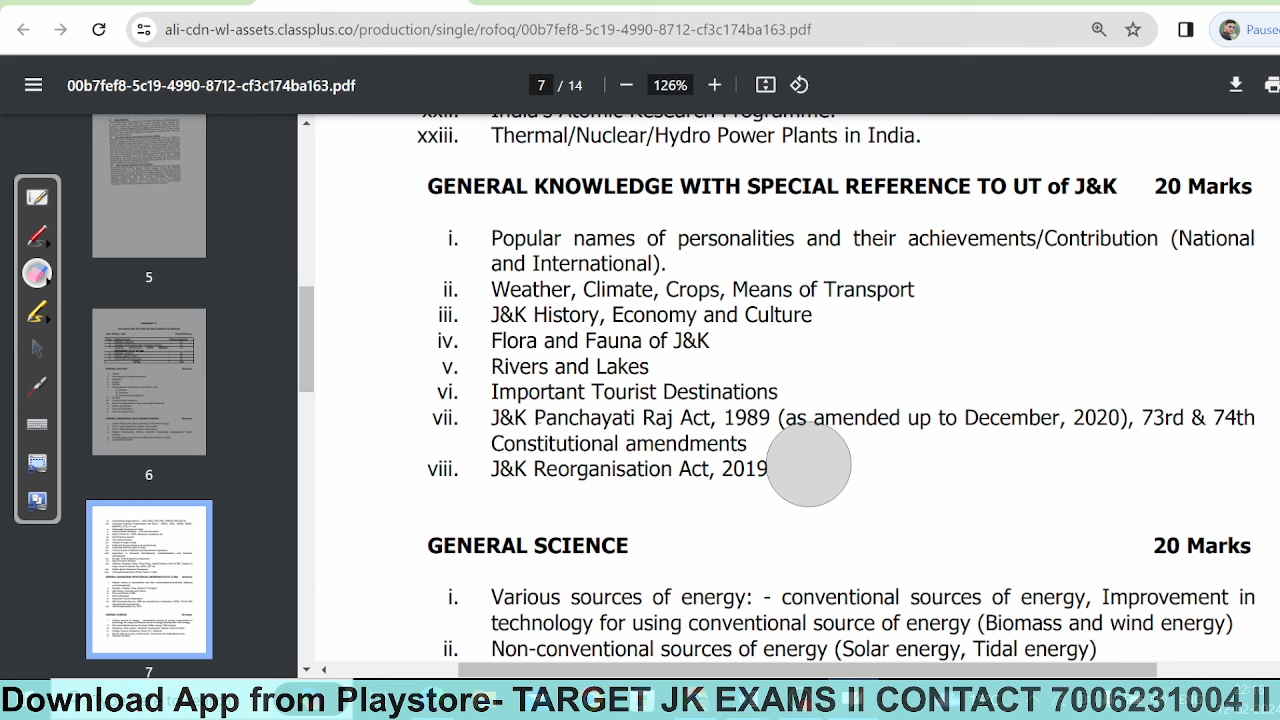 ali-cdn-wl-assets.classplus.co/production/single/rofoq/00b7fef8-5c19-4990-8712-cf3c174ba163.pdf
Paused
00b7fef8-5c19-4990-8712-cf3c174ba163.pdf
7 / 14
126%
5
6
7
xxiii. Thermal/Nuclear/Hydro Power Plants in India.
GENERAL KNOWLEDGE WITH SPECIAL REFERENCE TO UT of J&K 20 Marks
i. Popular names of personalities and their achievements/Contribution (National
and International).
ii. Weather, Climate, Crops, Means of Transport
iii. J&K History, Economy and Culture
iv. Flora and Fauna of J&K
v. Rivers and Lakes
vi. Important Tourist Destinations
vii. J&K Panchayati Raj Act, 1989 (as amended up to December, 2020), 73rd & 74th
Constitutional amendments
viii. J&K Reorganisation Act, 2019
GENERAL SCIENCE 20 Marks
i. Various sources of energy: - conventional sources of energy, Improvement in
technology for using conventional source of energy (Biomass and wind energy)
ii. Non-conventional sources of energy (Solar energy, Tidal energy)
Download App from Playstore- TARGET JK EXAMS II CONTACT 7006231004 II